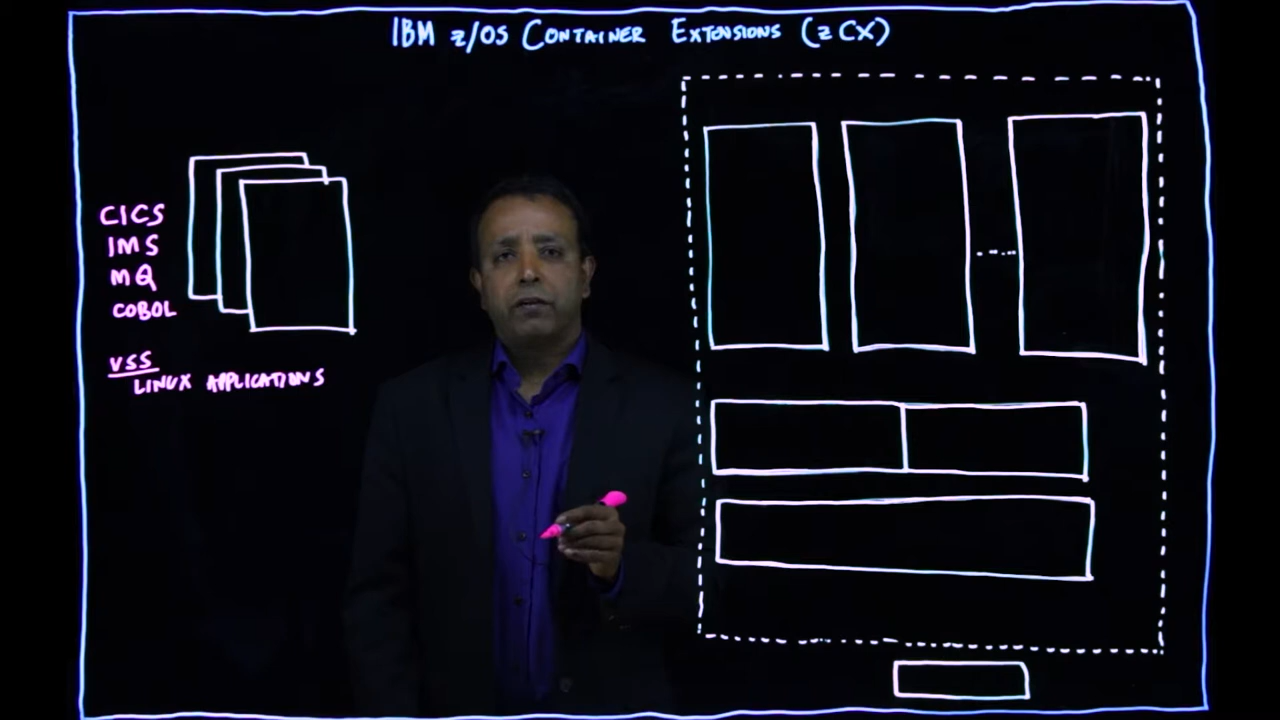 IBM z/OS CONTAINER EXTENSIONS (zCX)
CICS
IMS
MQ
COBOL
VSS
LINUX APPLICATIONS